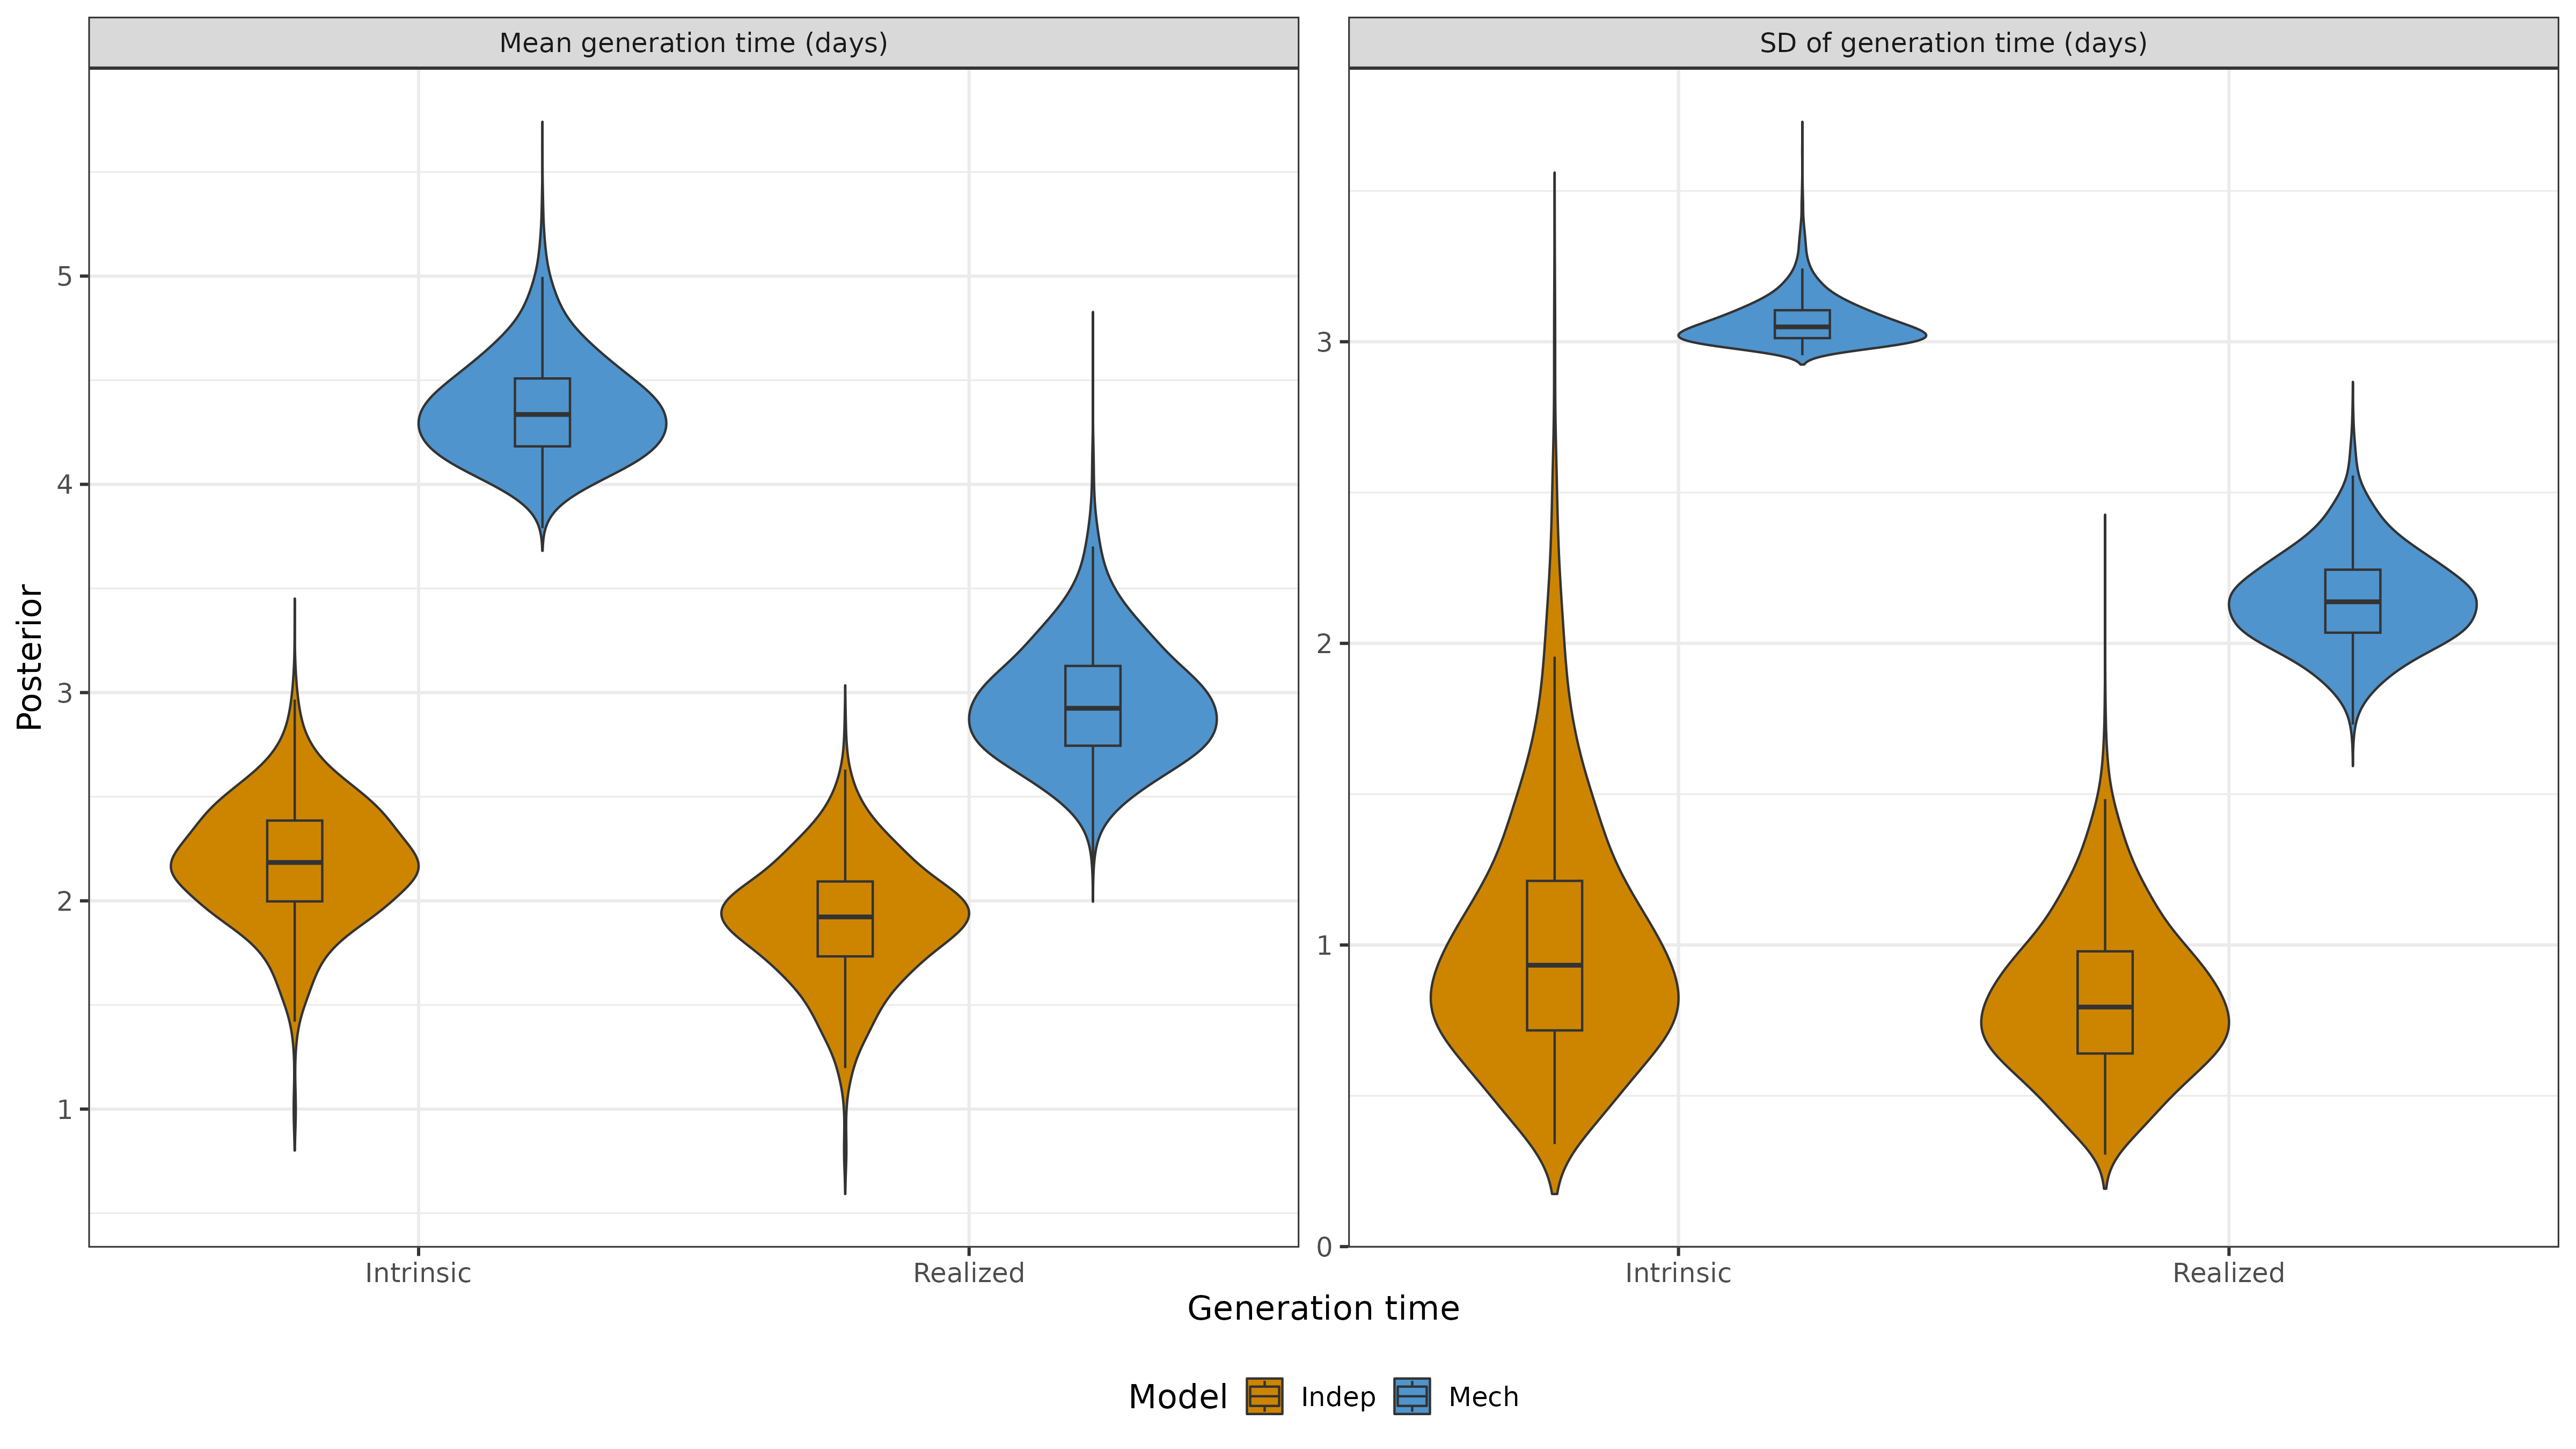 Mean generation time (days)
SD of generation time (days)
Posterior
5
4
3
2
1
3
2
1
0
Intrinsic
Realized
Intrinsic
Realized
Generation time
Model Indep Mech